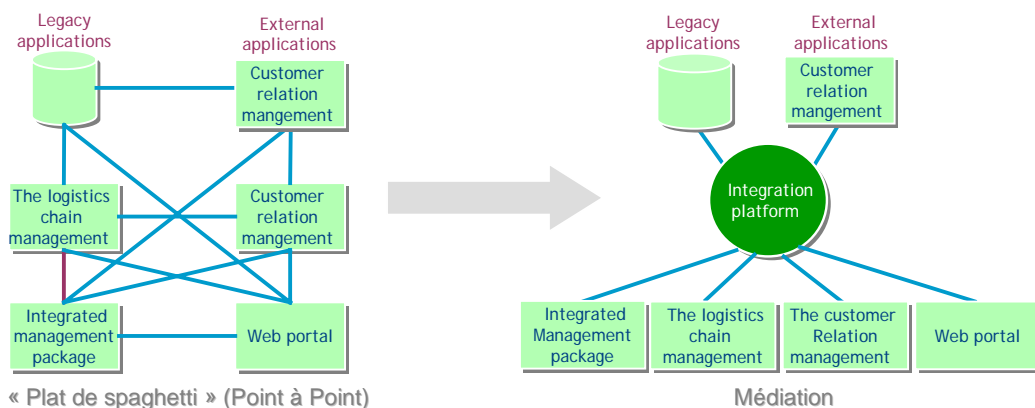 Legacy
applications
External
applications
Customer
relation
mangement
The logistics
chain
management
Customer
relation
mangement
Integrated
management
package
Web portal
« Plat de spaghetti » (Point à Point)
Legacy
applications
External
applications
Customer
relation
management
Integration
platform
Integrated
Management
package
The logistics
chain
management
The customer
Relation
management
Web portal
Médiation